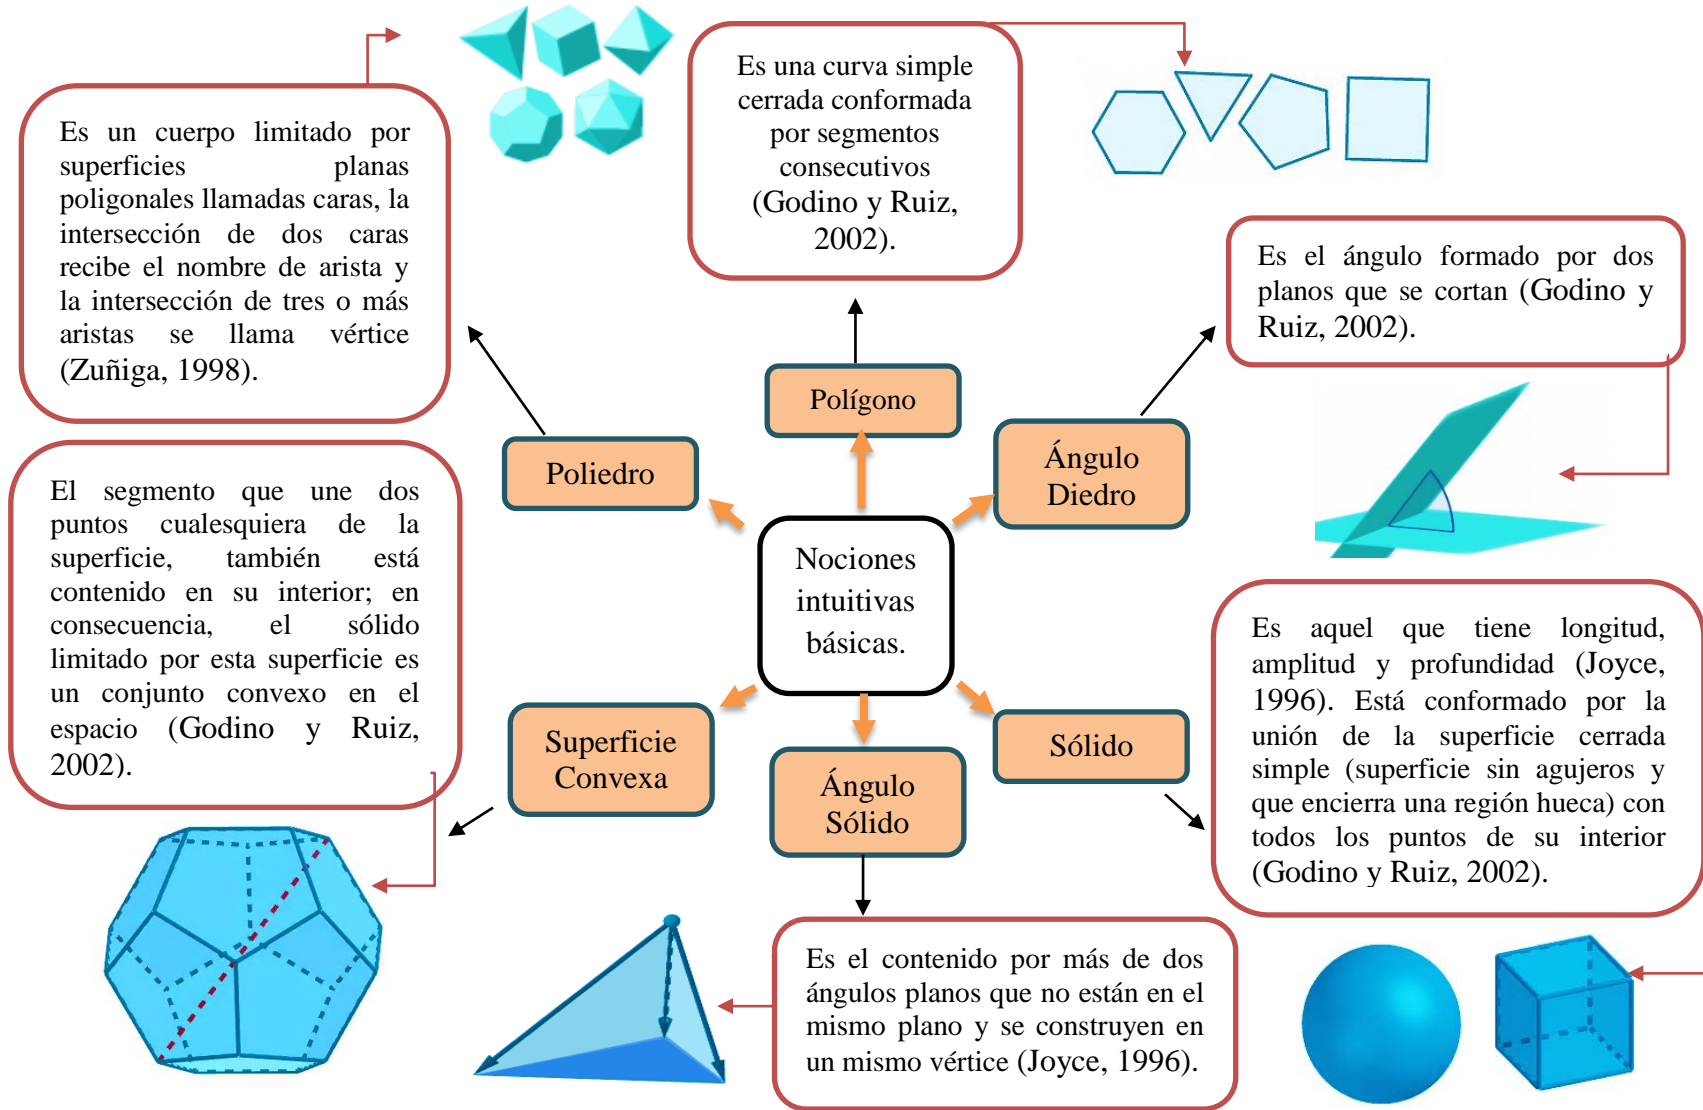 Es un cuerpo limitado por
superficies planas
poligonales llamadas caras, la
intersección de dos caras
recibe el nombre de arista y
la intersección de tres o más
aristas se llama vértice
(Zuñiga, 1998).
Es una curva simple
cerrada conformada
por segmentos
consecutivos
(Godino y Ruiz,
2002).
Es el ángulo formado por dos
planos que se cortan (Godino y
Ruiz, 2002).
Polígono
Poliedro
Ángulo
Diedro
El segmento que une dos
puntos cualesquiera de la
superficie, también está
contenido en su interior; en
consecuencia, el sólido
limitado por esta superficie es
un conjunto convexo en el
espacio (Godino y Ruiz,
2002).
Nociones
intuitivas
básicas.
Superficie
Convexa
Ángulo
Sólido
Sólido
Es aquel que tiene longitud,
amplitud y profundidad (Joyce,
1996). Está conformado por la
unión de la superficie cerrada
simple (superficie sin agujeros y
que encierra una región hueca) con
todos los puntos de su interior
(Godino y Ruiz, 2002).
Es el contenido por más de dos
ángulos planos que no están en el
mismo plano y se construyen en
un mismo vértice (Joyce, 1996).